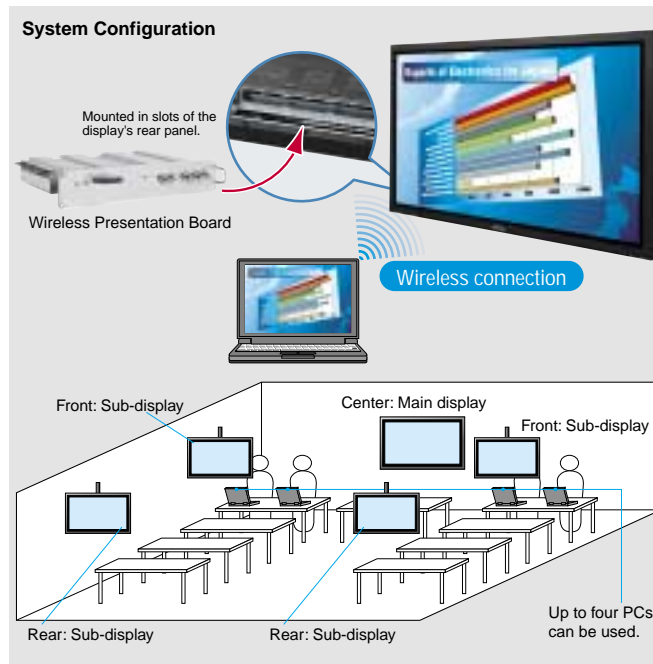 System Configuration
Mounted in slots of the
display's rear panel.
Wireless Presentation Board
Wireless connection
Front: Sub-display
Center: Main display
Front: Sub-display
Rear: Sub-display
Rear: Sub-display
Up to four PCs
can be used.